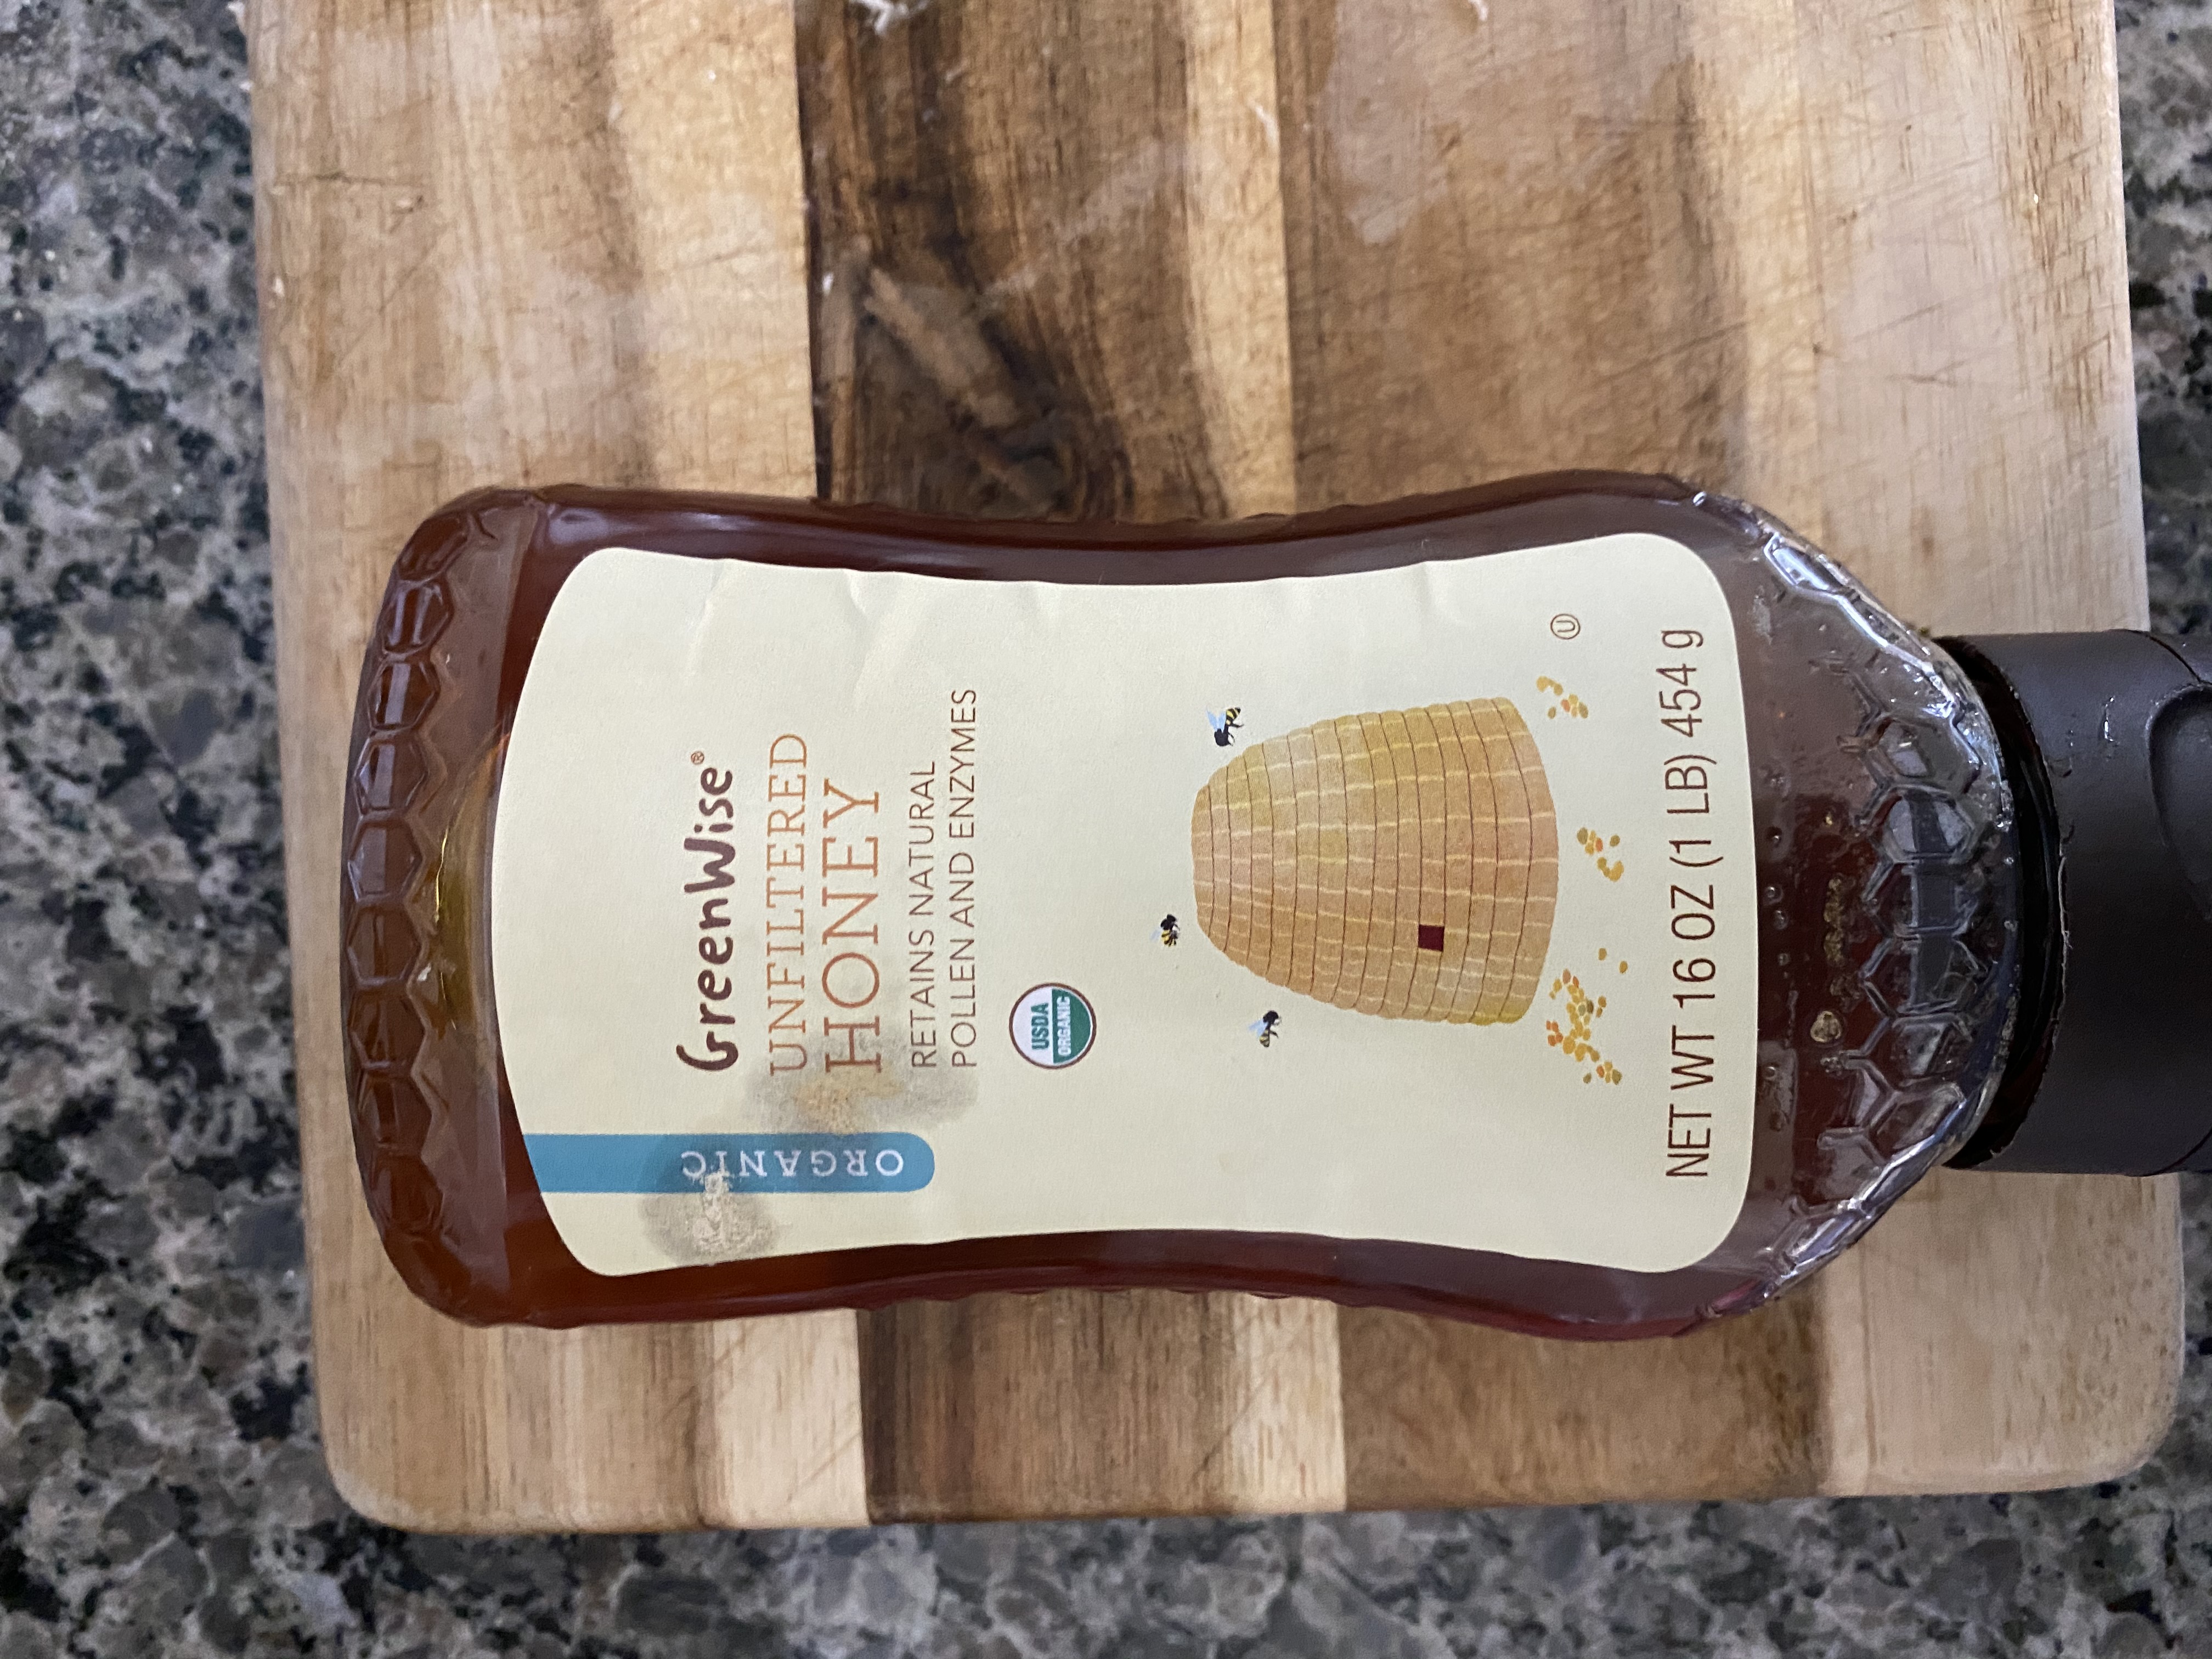 ORGANIC
GreenWise®
UNFILTERED
HONEY
RETAINS NATURAL
POLLEN AND ENZYMES
USDA
ORGANIC
U
NET WT 16 OZ (1 LB) 454 g